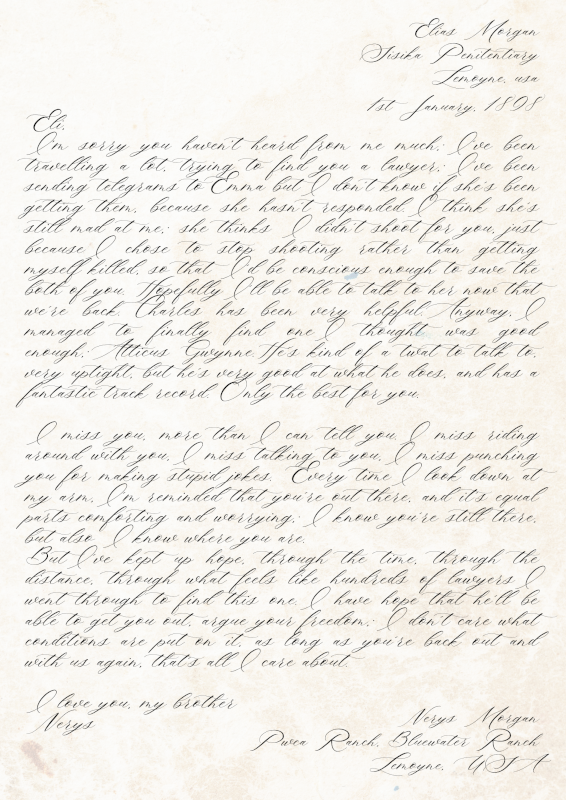 Elias Morgan
Sisika Penitentiary
Lemoyne, usa
1st January, 1898
Eli,
I'm sorry you haven't heard from me much; I've been
travelling a lot, trying to find you a lawyer; I've been
sending telegrams to Emma but I don't know if she's been
getting them, because she hasn't responded. I think she's
still mad at me; she thinks I didn't shoot for you, just
because I chose to stop shooting rather than getting
myself killed, so that I'd be conscious enough to save the
both of you. Hopefully I'll be able to talk to her now that
we're back. Charles has been very helpful. Anyway, I
managed to finally find one I thought was good
enough; Atticus Gwynne. He's kind of a twat to talk to,
very uptight, but he's very good at what he does, and has a
fantastic track record. Only the best for you.
I miss you, more than I can tell you. I miss riding
around with you, I miss talking to you, I miss punching
you for making stupid jokes. Every time I look down at
my arm, I'm reminded that you're out there, and it's equal
parts comforting and worrying; I know you're still there,
but also I know where you are.
But I've kept up hope, through the time, through the
distance, through what feels like hundreds of lawyers I
went through to find this one, I have hope that he'll be
able to get you out, argue your freedom; I don't care what
conditions are put on it, as long as you're back out and
with us again, that's all I care about.
I love you, my brother
Nerys
Nerys Morgan
Pwca Ranch, Bluewater Ranch
Lemoyne, USA